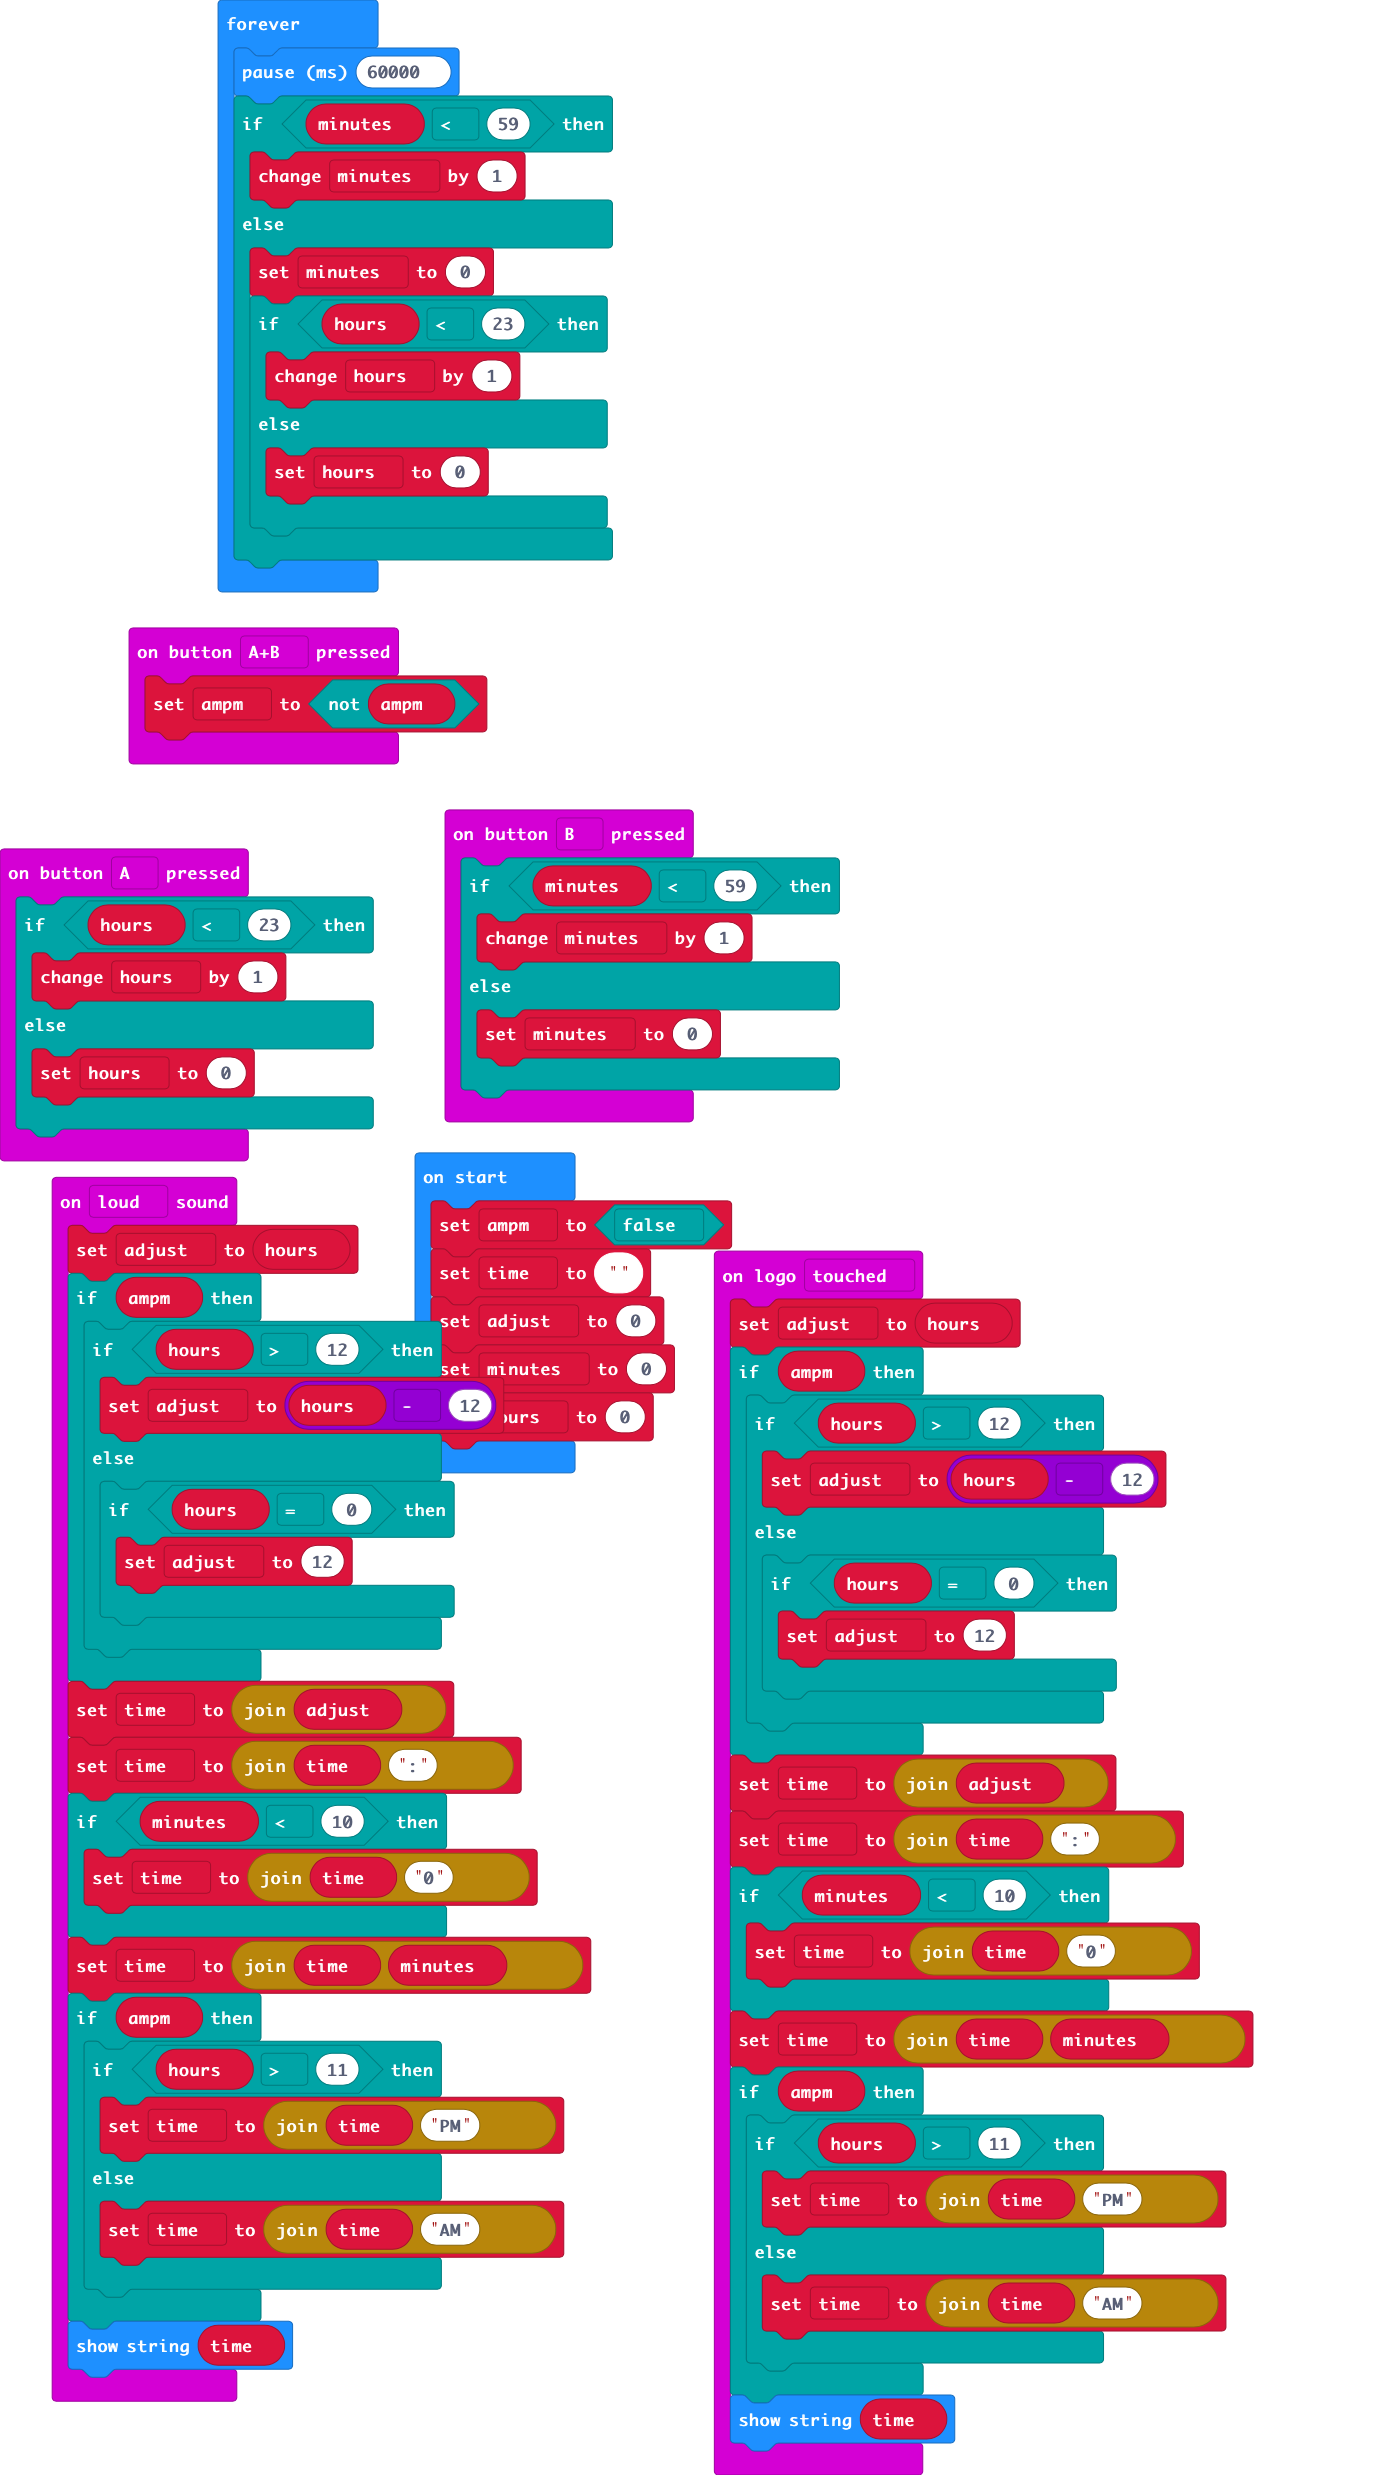 forever
pause (ms) 60000
if minutes < 59 then
change minutes by 1
else
set minutes to 0
if hours < 23 then
change hours by 1
else
set hours to 0
on button A+B pressed
set ampm to not ampm
on button A pressed
if hours < 23 then
change hours by 1
else
set hours to 0
on button B pressed
if minutes < 59 then
change minutes by 1
else
set minutes to 0
on start
set ampm to false
set time to " "
set adjust to 0
set minutes to 0
ours to 0
on loud sound
set adjust to hours
if ampm then
if hours > 12 then
set adjust to hours - 12
else
if hours = 0 then
set adjust to 12
set time to join adjust
set time to join time ":"
if minutes < 10 then
set time to join time "0"
set time to join time minutes
if ampm then
if hours > 11 then
set time to join time "PM"
else
set time to join time "AM"
show string time
on logo touched
set adjust to hours
if ampm then
if hours > 12 then
set adjust to hours - 12
else
if hours = 0 then
set adjust to 12
set time to join adjust
set time to join time ":"
if minutes < 10 then
set time to join time "0"
set time to join time minutes
if ampm then
if hours > 11 then
set time to join time "PM"
else
set time to join time "AM"
show string time